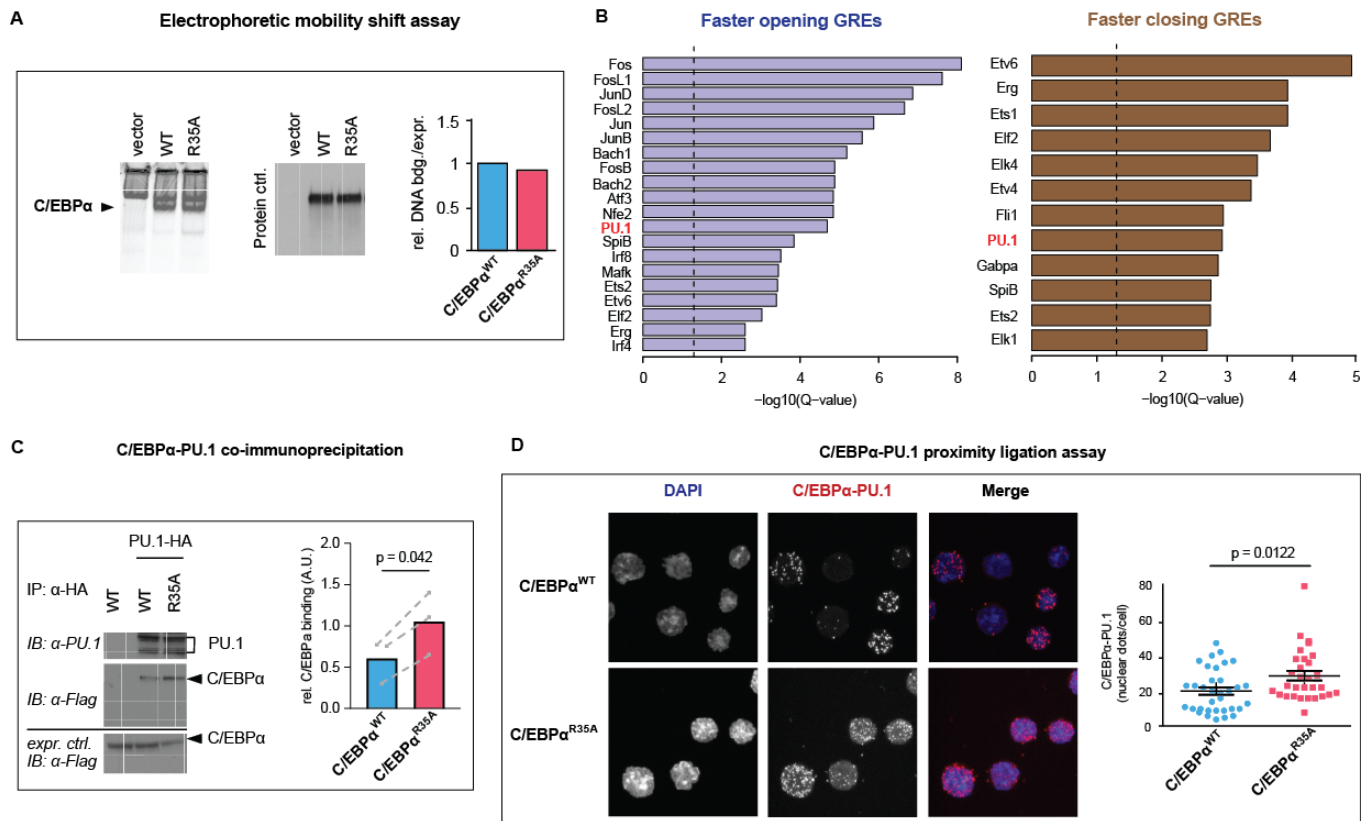 A
Electrophoretic mobility shift assay
vector
WT
R35A
C/EBPα
Protein ctrl.
vector
WT
R35A
rel. DNA bdg./expr.
1.5
1
0.5
0
C/EBPα^WT
C/EBPα^R35A
B
Faster opening GREs
Fos
FosL1
JunD
FosL2
Jun
JunB
Bach1
FosB
Bach2
Atf3
Nfe2
PU.1
SpiB
Irf8
Mafk
Ets2
Etv6
Elf2
Erg
Irf4
0 2 4 6 8
−log10(Q−value)
Faster closing GREs
Etv6
Erg
Ets1
Elf2
Elk4
Etv4
Fli1
PU.1
Gabpa
SpiB
Ets2
Elk1
0 1 2 3 4 5
−log10(Q−value)
C
C/EBPα-PU.1 co-immunoprecipitation
PU.1-HA
IP: α-HA
WT
WT
R35A
IB: α-PU.1
PU.1
C/EBPα
IB: α-Flag
expr. ctrl.
IB: α-Flag
C/EBPα
rel. C/EBP a binding (A.U.)
p = 0.042
2.0
1.5
1.0
0.5
0.0
C/EBPα^WT
C/EBPα^R35A
D
C/EBPα-PU.1 proximity ligation assay
DAPI
C/EBPα-PU.1
Merge
C/EBPα^WT
C/EBPα^R35A
p = 0.0122
C/EBPα-PU.1
(nuclear dots/cell)
80
60
40
20
0
C/EBPα^WT
C/EBPα^R35A